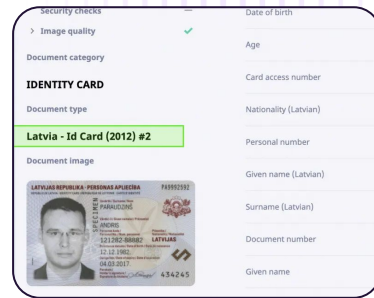 Security checks
Image quality
Document category
IDENTITY CARD
Document type
Latvia - Id Card (2012) #2
Document image
LATVIJAS REPUBLIKA · PERSONAS APLIECĪBA PA9992592
SPECIMEN
PARAUDZIŅŠ
ANDRIS
121282-88882 LATVIJAS
12.12.1982.
04.03.2017.
434245
Date of birth
Age
Card access number
Nationality (Latvian)
Personal number
Given name (Latvian)
Surname (Latvian)
Document number
Given name